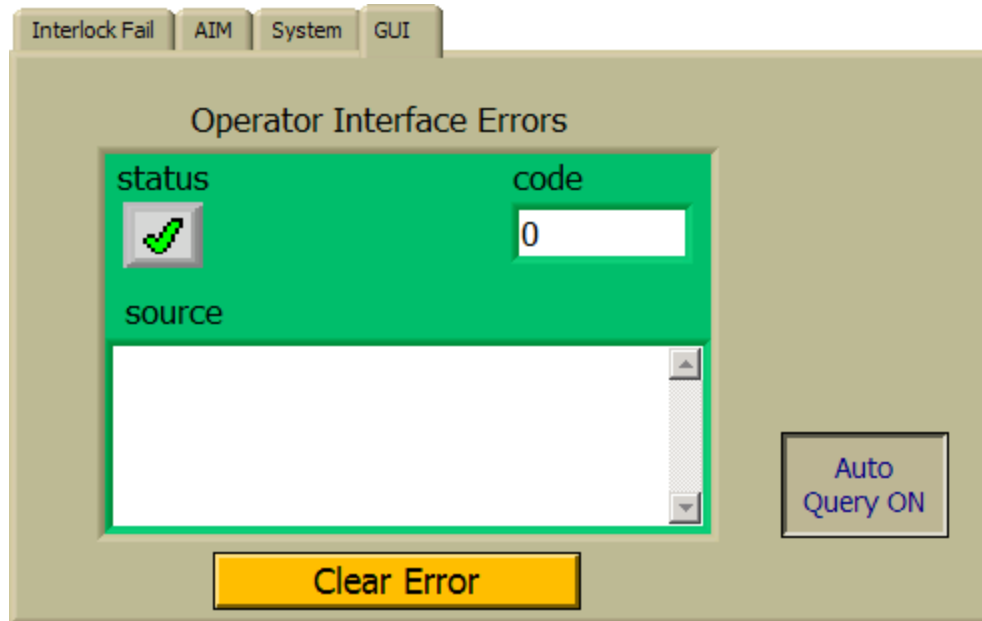 Interlock Fail AIM System GUI
Operator Interface Errors
status code
0
source
Auto
Query ON
Clear Error